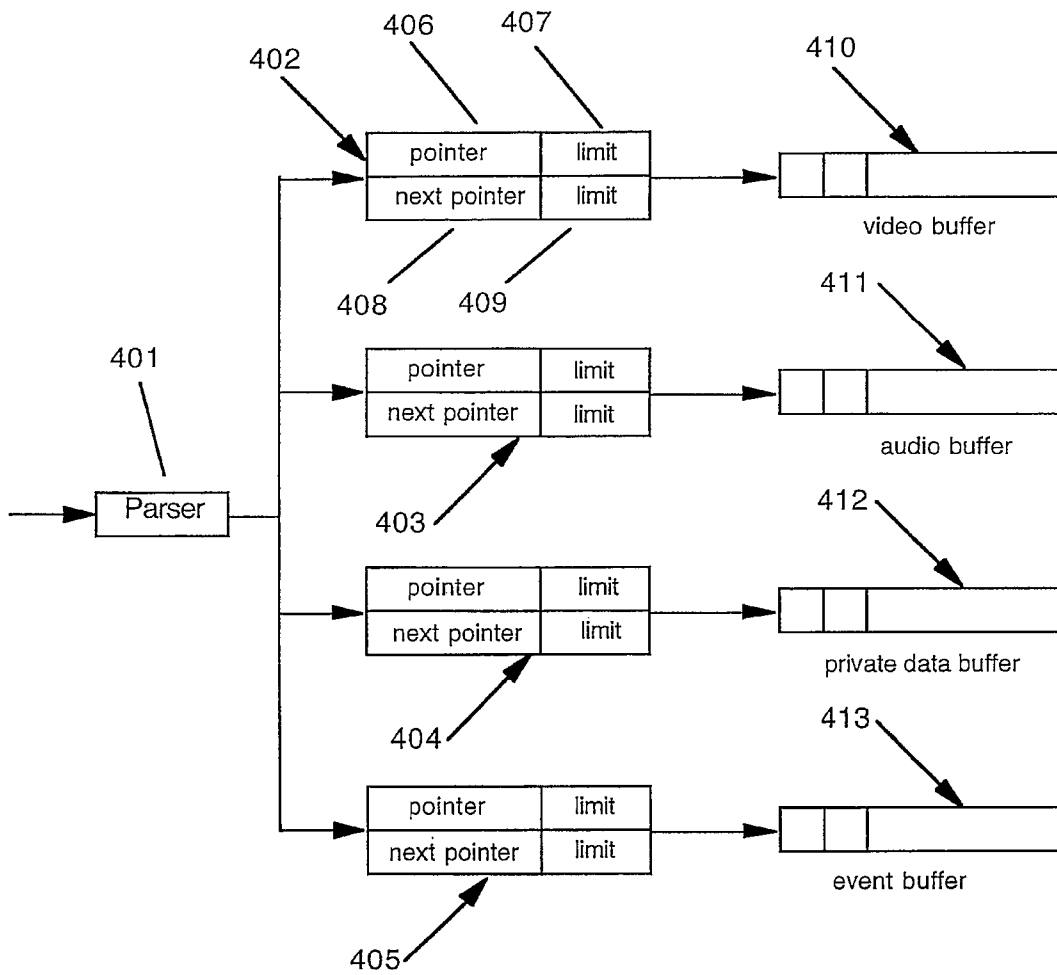 406 407 410
402
pointer limit
next pointer limit
video buffer
408 409
411
401
pointer limit
next pointer limit
audio buffer
Parser
403
412
pointer limit
next pointer limit
private data buffer
404
413
pointer limit
next pointer limit
event buffer
405